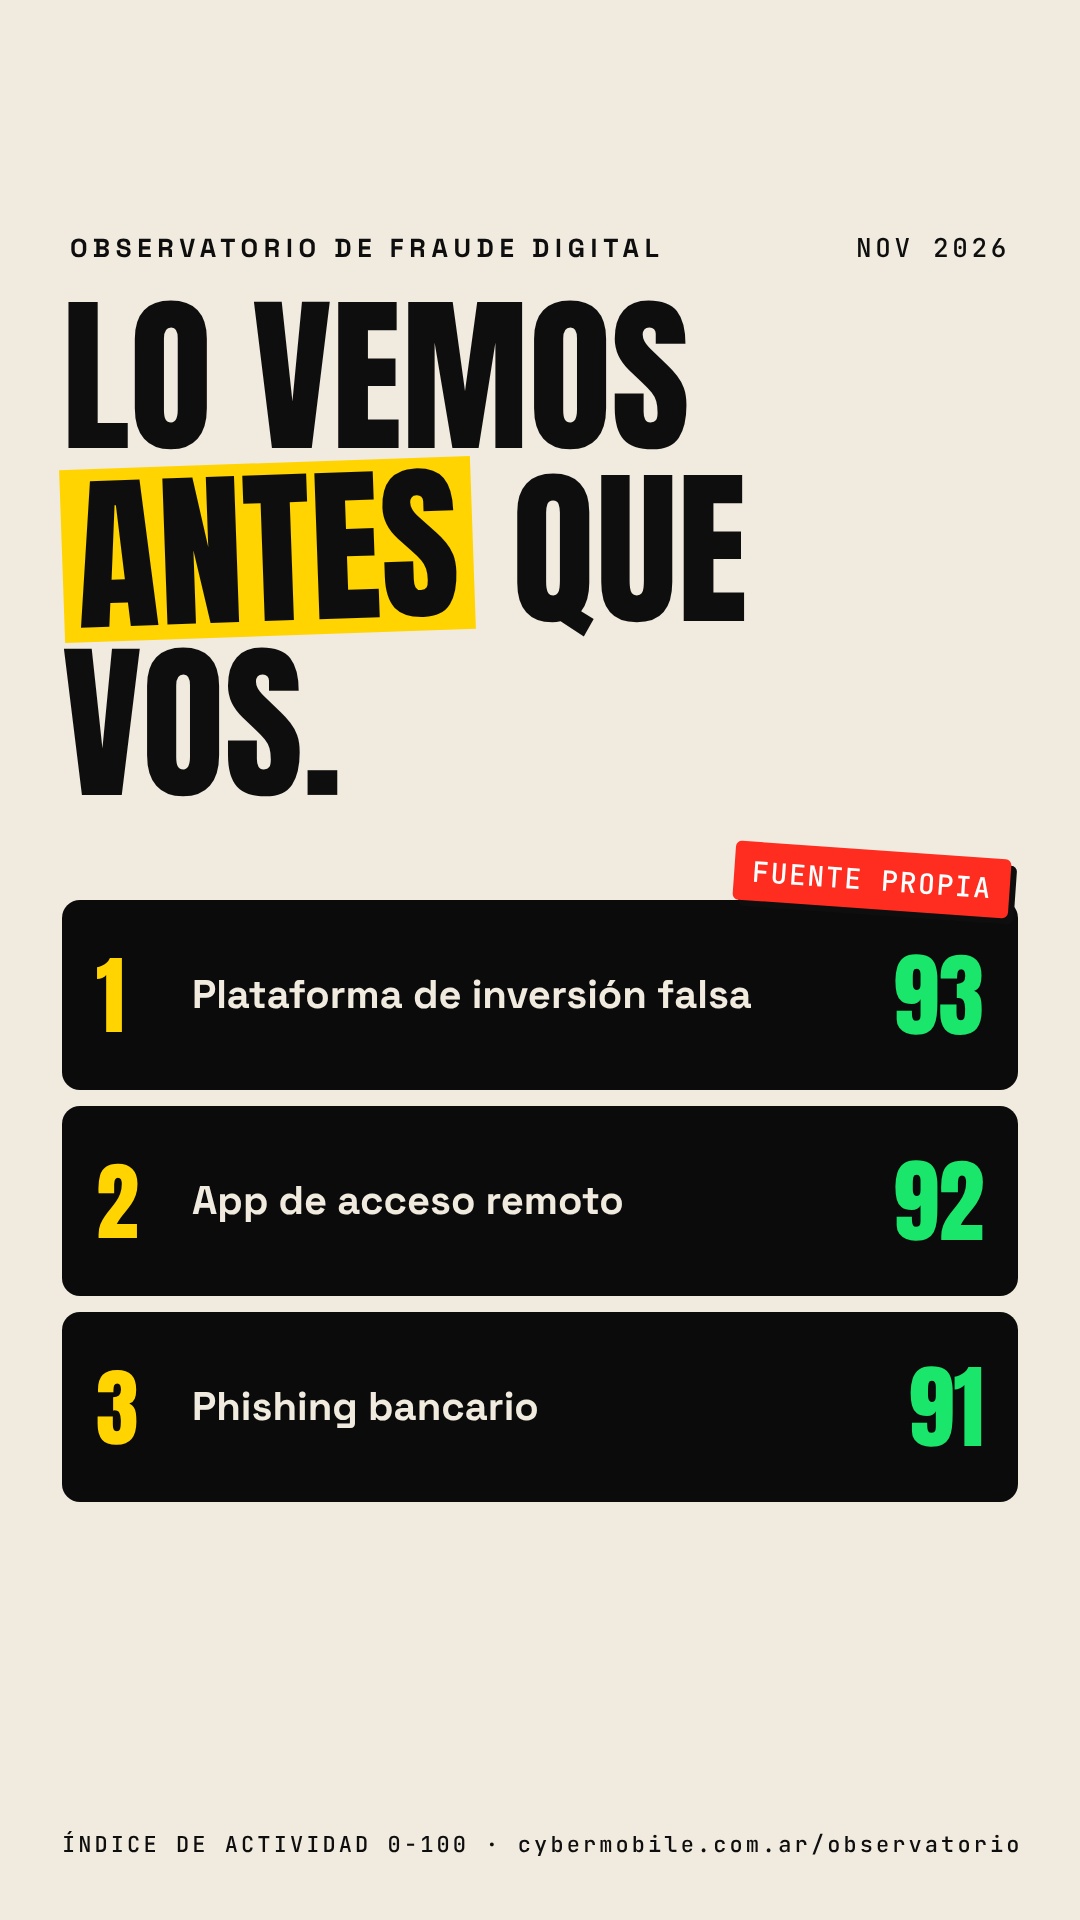 OBSERVATORIO DE FRAUDE DIGITAL NOV 2026
LO VEMOS
ANTES QUE
VOS.
FUENTE PROPIA
1 Plataforma de inversión falsa 93
2 App de acceso remoto 92
3 Phishing bancario 91
ÍNDICE DE ACTIVIDAD 0-100 · cybermobile.com.ar/observatorio